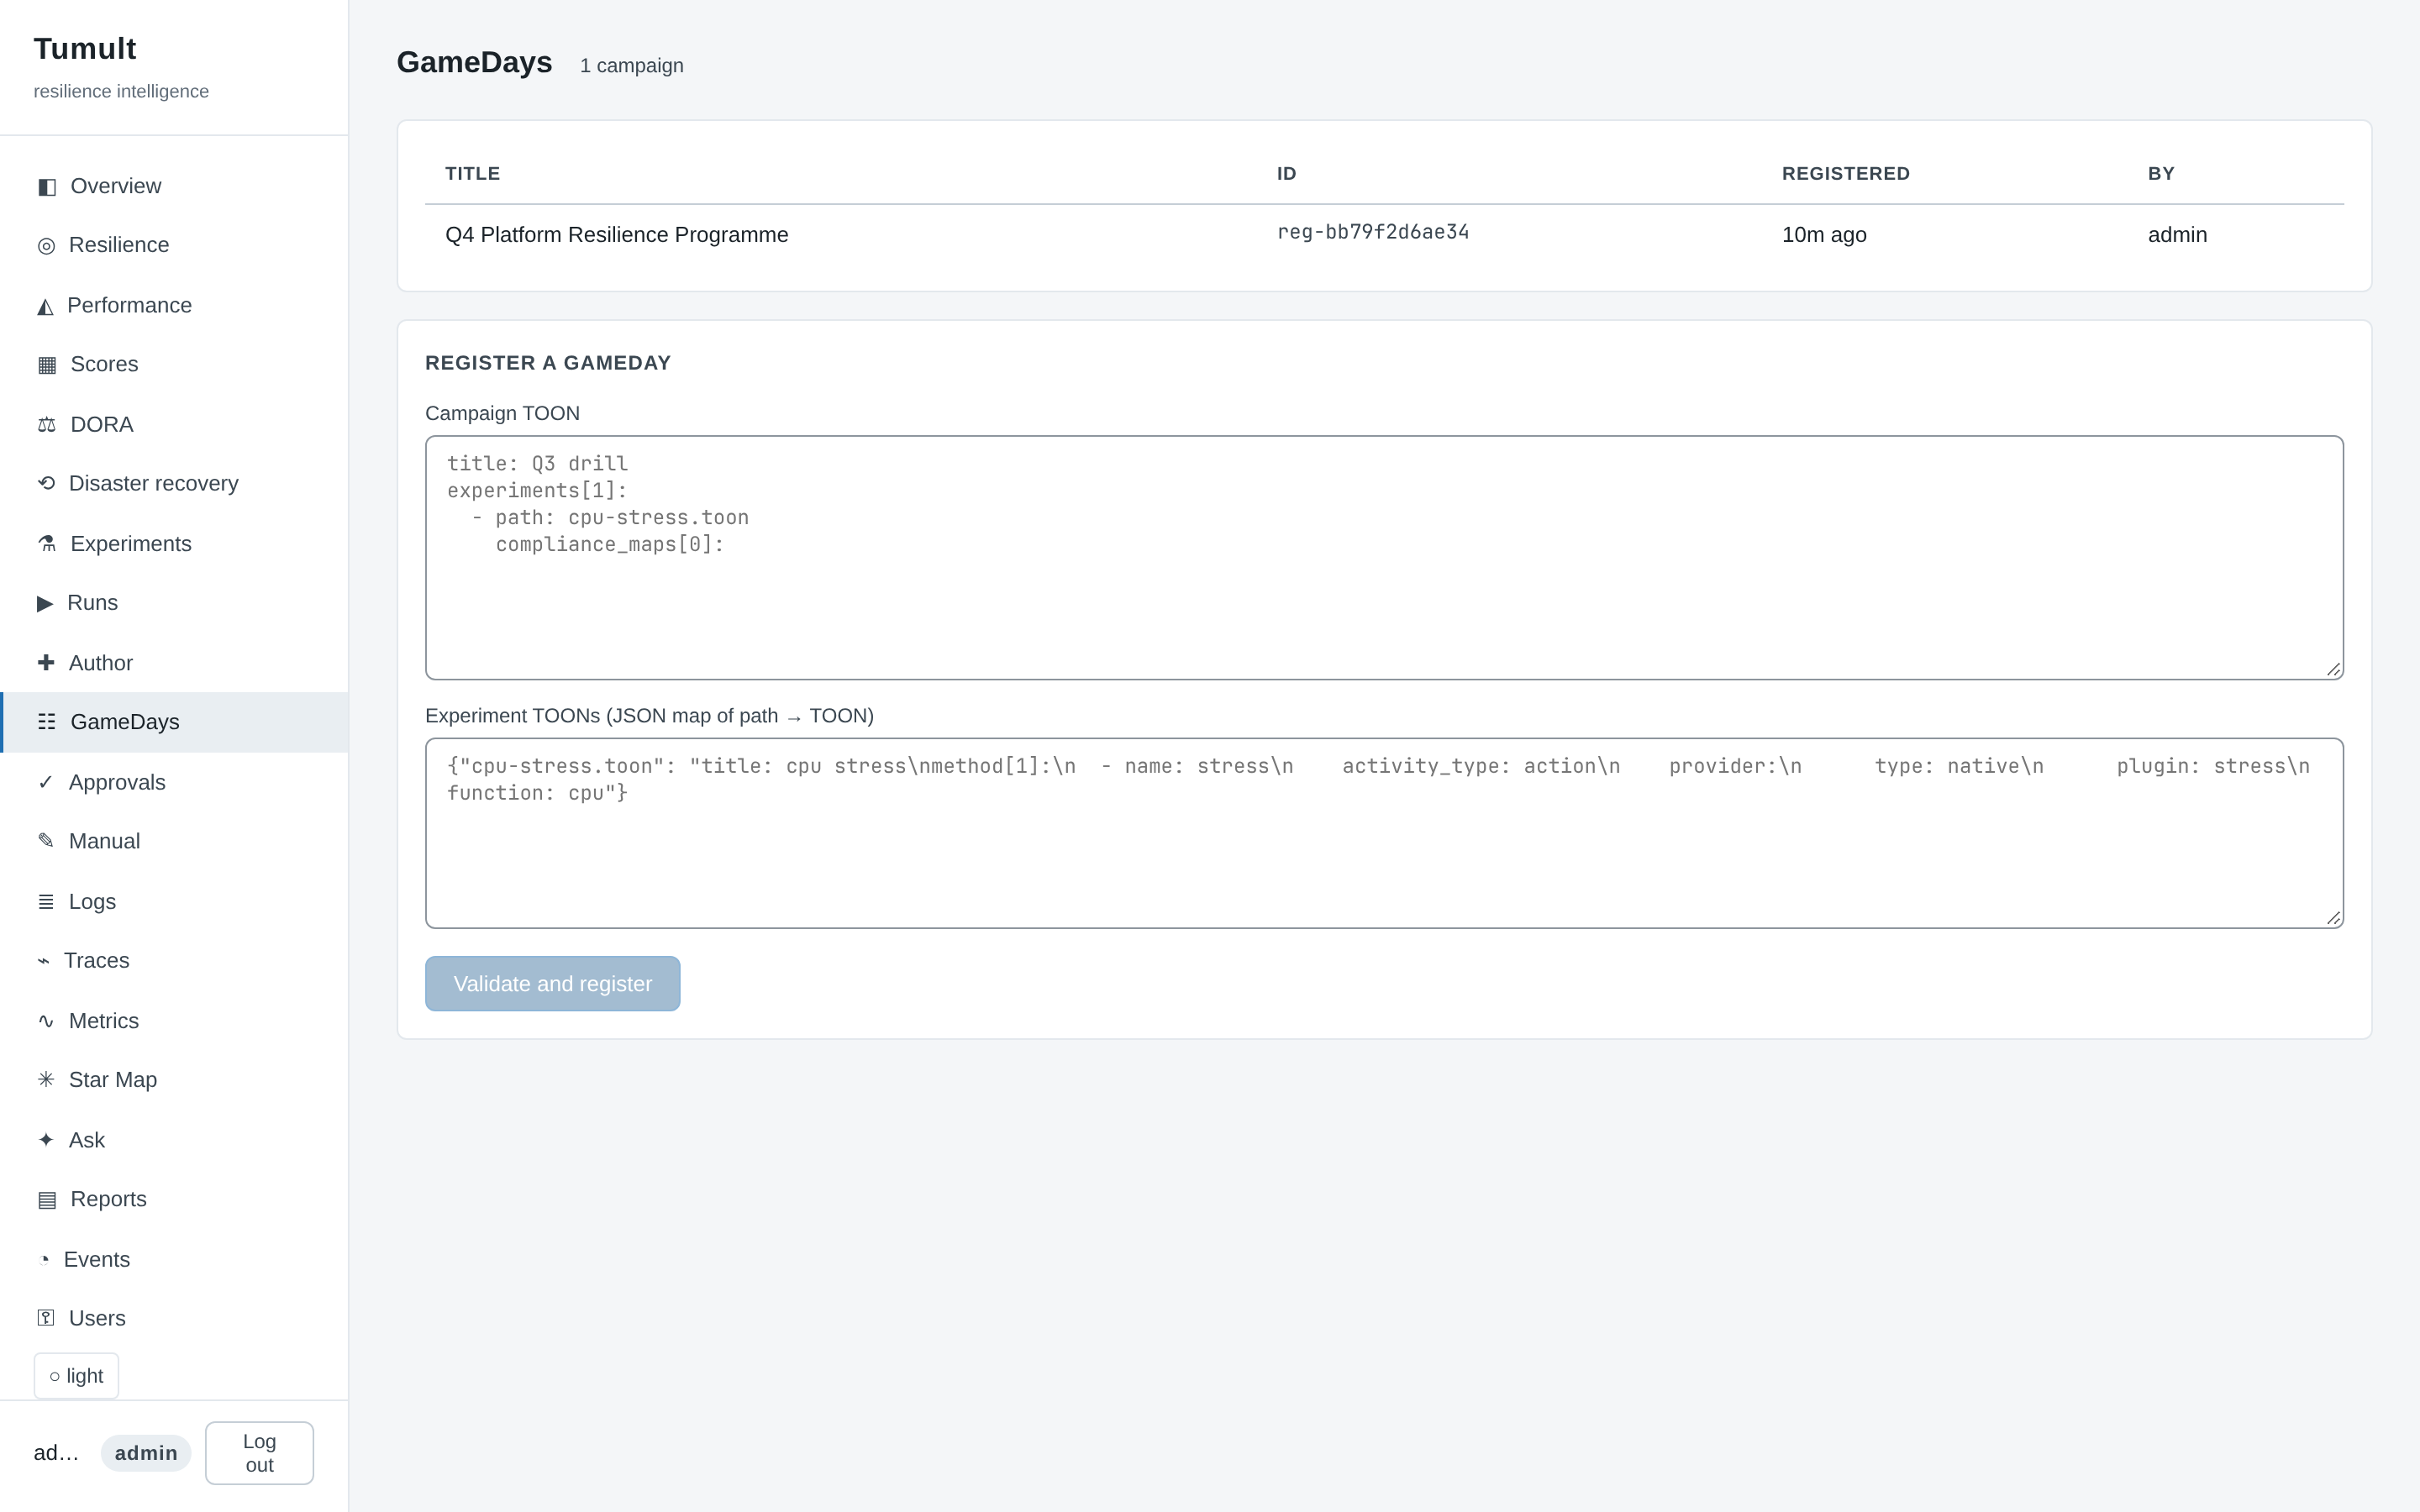 Tumult
resilience intelligence
◧ Overview
◎ Resilience
◭ Performance
▦ Scores
⚖ DORA
⟲ Disaster recovery
⚗ Experiments
▶ Runs
✚ Author
☷ GameDays
✓ Approvals
✎ Manual
≣ Logs
⌁ Traces
∿ Metrics
✳ Star Map
✦ Ask
▤ Reports
◔ Events
⚿ Users
○ light
ad… admin Log
out
GameDays 1 campaign
TITLE ID REGISTERED BY
Q4 Platform Resilience Programme reg-bb79f2d6ae34 10m ago admin
REGISTER A GAMEDAY
Campaign TOON
title: Q3 drill
experiments[1]:
  - path: cpu-stress.toon
    compliance_maps[0]:
Experiment TOONs (JSON map of path → TOON)
{"cpu-stress.toon": "title: cpu stress\nmethod[1]:\n  - name: stress\n    activity_type: action\n    provider:\n      type: native\n      plugin: stress\n
function: cpu"}
Validate and register